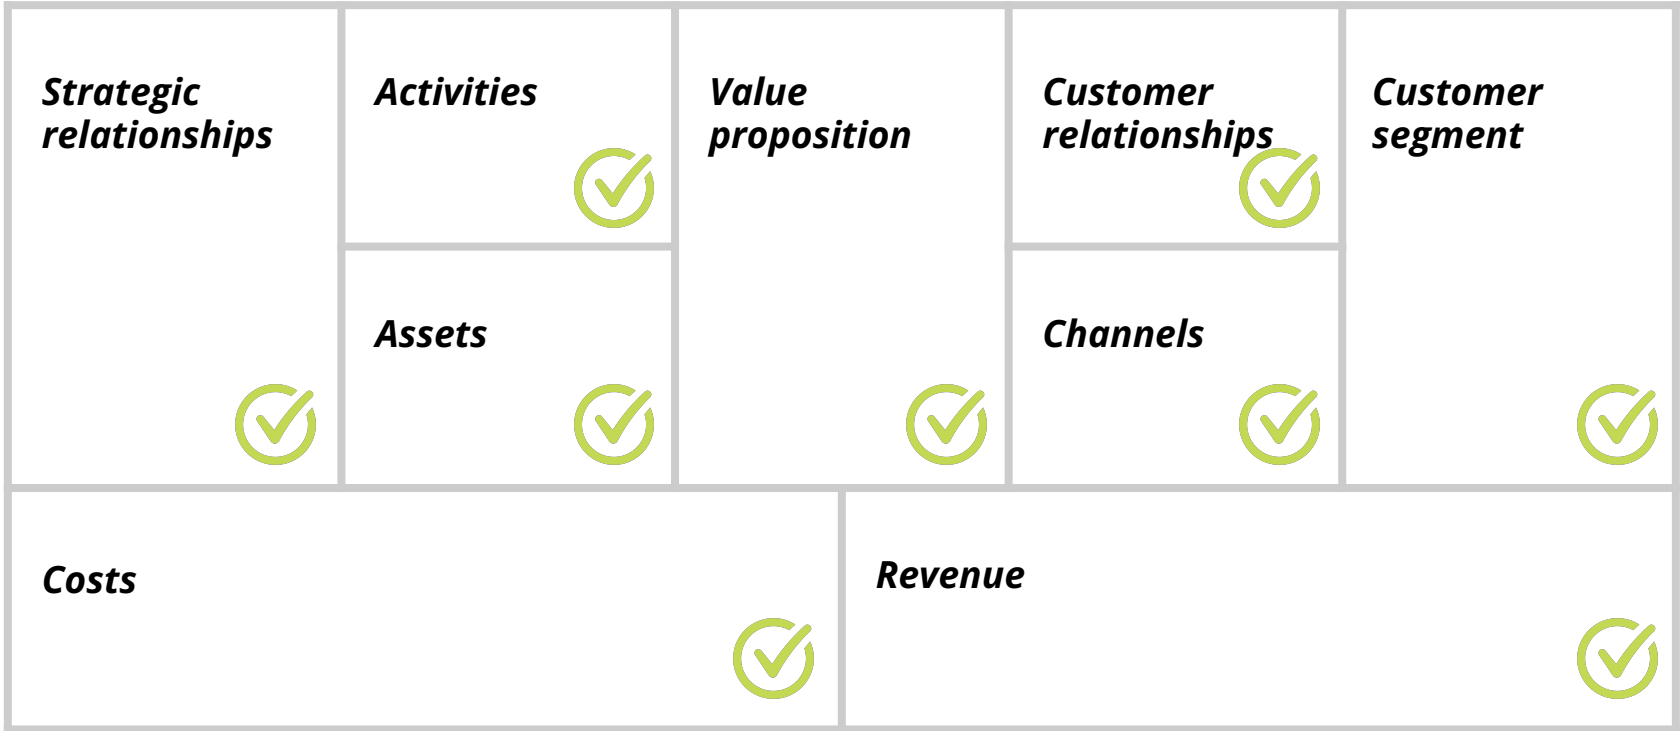 Strategic
relationships
Activities
Assets
Value
proposition
Customer
relationships
Channels
Customer
segment
Costs
Revenue